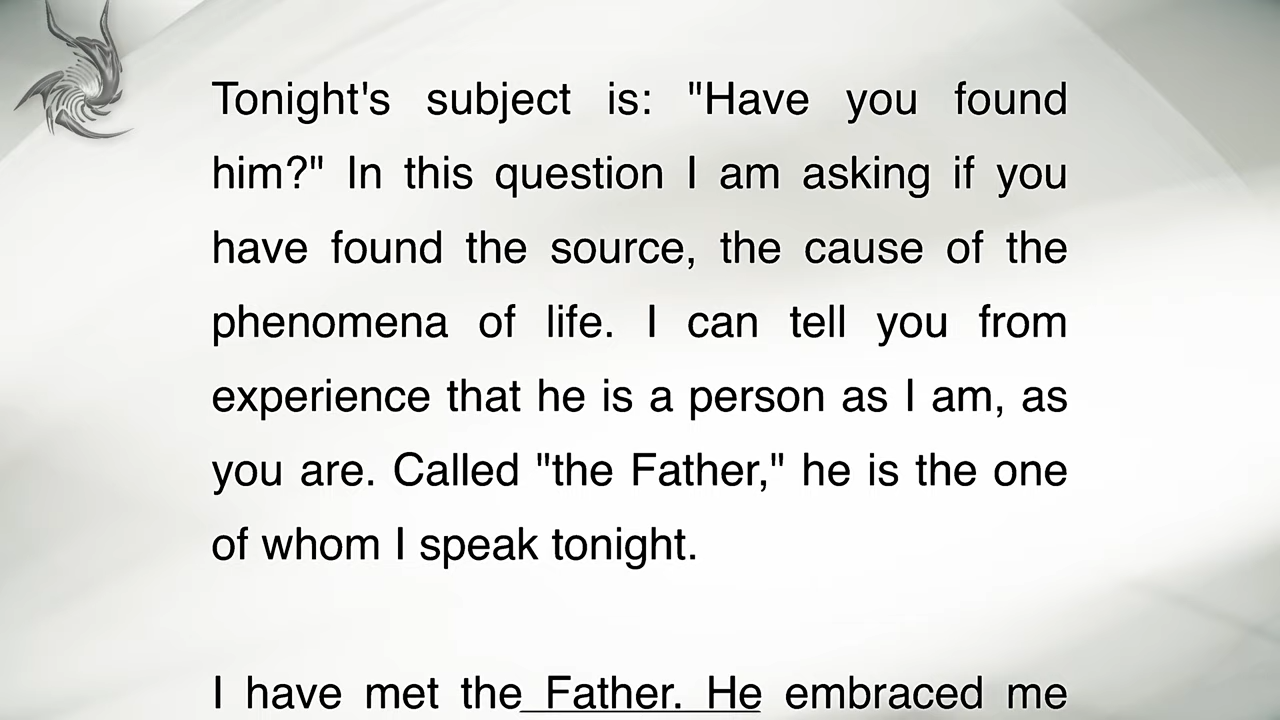 Tonight's subject is: "Have you found
him?" In this question I am asking if you
have found the source, the cause of the
phenomena of life. I can tell you from
experience that he is a person as I am, as
you are. Called "the Father," he is the one
of whom I speak tonight.
I have met the Father. He embraced me